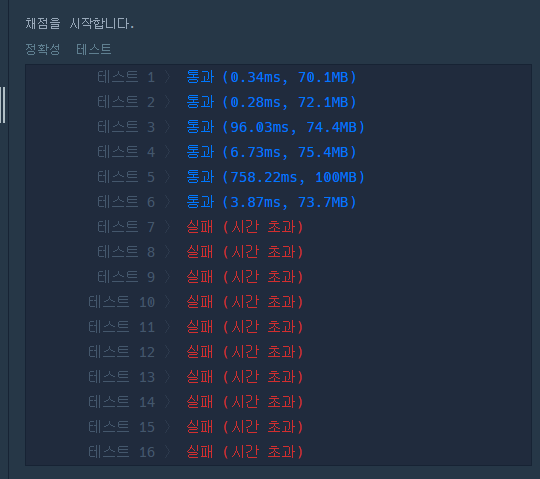 채점을 시작합니다.
정확성 테스트
테스트 1 〉 통과 (0.34ms, 70.1MB)
테스트 2 〉 통과 (0.28ms, 72.1MB)
테스트 3 〉 통과 (96.03ms, 74.4MB)
테스트 4 〉 통과 (6.73ms, 75.4MB)
테스트 5 〉 통과 (758.22ms, 100MB)
테스트 6 〉 통과 (3.87ms, 73.7MB)
테스트 7 〉 실패 (시간 초과)
테스트 8 〉 실패 (시간 초과)
테스트 9 〉 실패 (시간 초과)
테스트 10 〉 실패 (시간 초과)
테스트 11 〉 실패 (시간 초과)
테스트 12 〉 실패 (시간 초과)
테스트 13 〉 실패 (시간 초과)
테스트 14 〉 실패 (시간 초과)
테스트 15 〉 실패 (시간 초과)
테스트 16 〉 실패 (시간 초과)